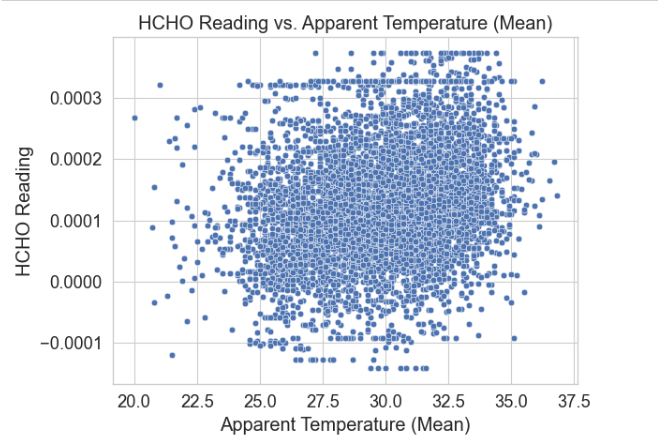 HCHO Reading vs. Apparent Temperature (Mean)
HCHO Reading
0.0003
0.0002
0.0001
0.0000
−0.0001
20.0 22.5 25.0 27.5 30.0 32.5 35.0 37.5
Apparent Temperature (Mean)